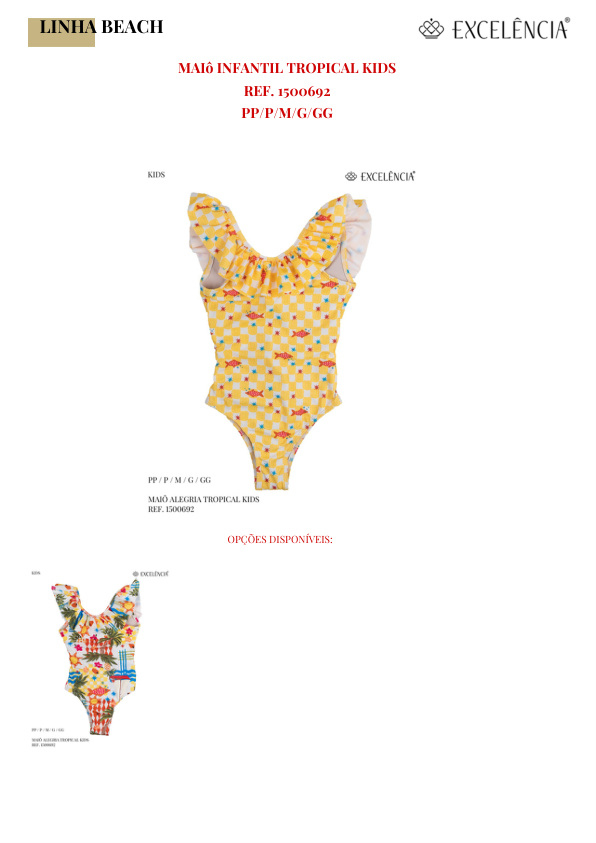 LINHA BEACH
EXCELÊNCIA®
MAIô INFANTIL TROPICAL KIDS
REF. 1500692
PP/P/M/G/GG
KIDS
EXCELÊNCIA®
PP / P / M / G / GG
MAIÔ ALEGRIA TROPICAL KIDS
REF. 1500692
OPÇÕES DISPONÍVEIS:
KIDS
EXCELÊNCIA®
PP / P / M / G / GG
MAIÔ ALEGRIA TROPICAL KIDS
REF. 1500692